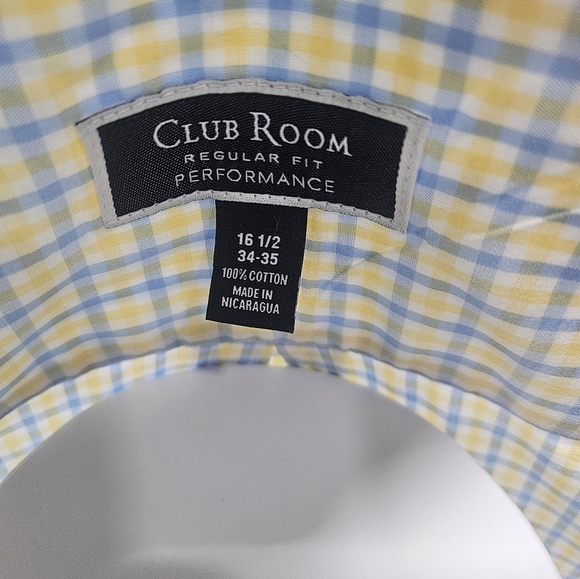 CLUB ROOM
REGULAR FIT
PERFORMANCE
16 1/2
34-35
100% COTTON
MADE IN
NICARAGUA